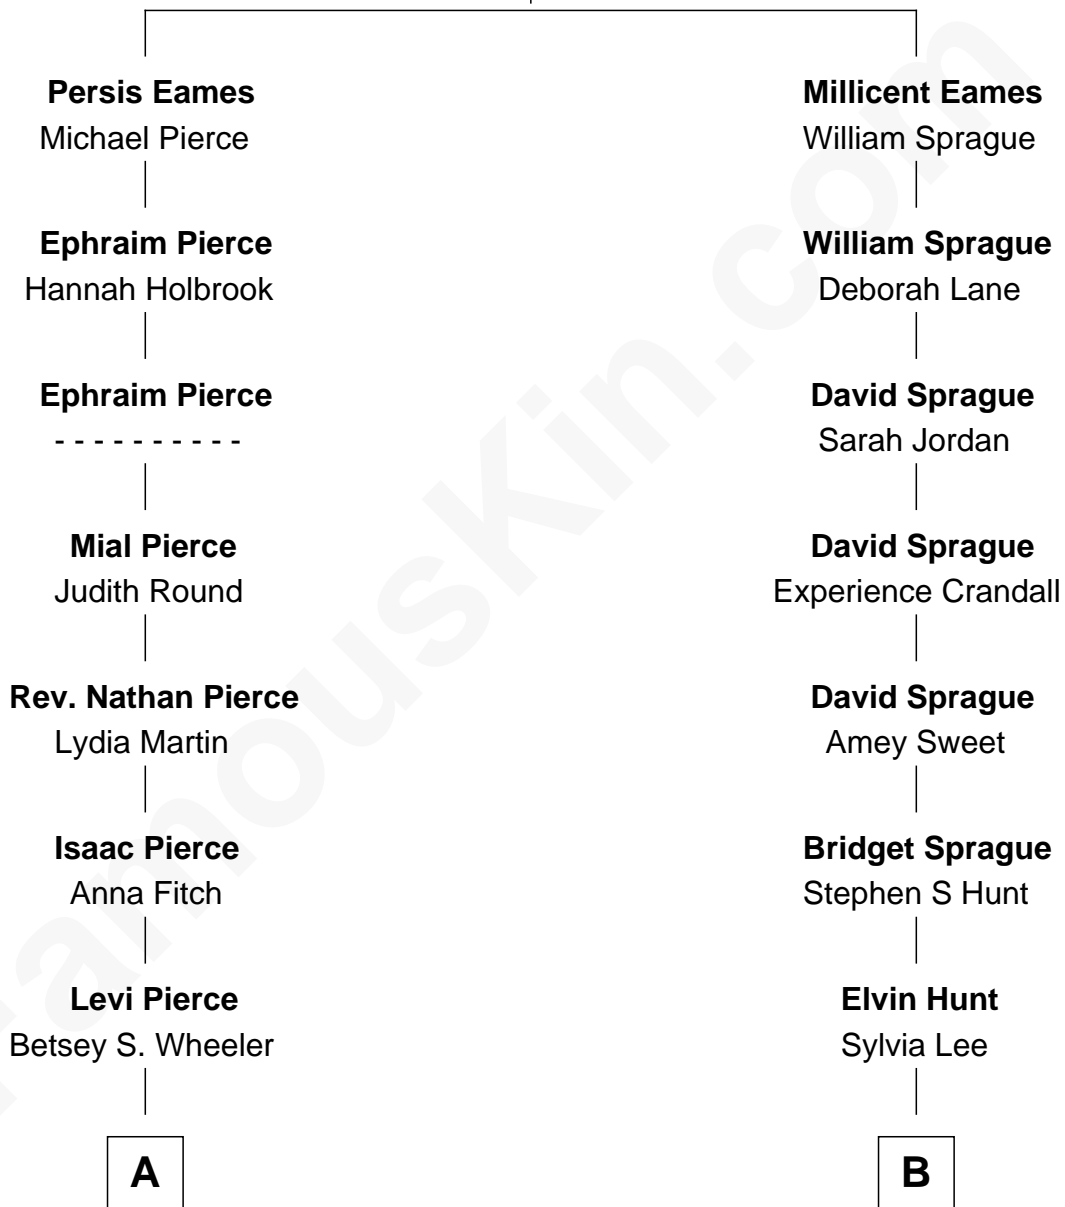 Persis Eames
Michael Pierce
Ephraim Pierce
Hannah Holbrook
Ephraim Pierce
- - - - - - - - - -
Mial Pierce
Judith Round
Rev. Nathan Pierce
Lydia Martin
Isaac Pierce
Anna Fitch
Levi Pierce
Betsey S. Wheeler
A
Millicent Eames
William Sprague
William Sprague
Deborah Lane
David Sprague
Sarah Jordan
David Sprague
Experience Crandall
David Sprague
Amey Sweet
Bridget Sprague
Stephen S Hunt
Elvin Hunt
Sylvia Lee
B
FamousKin.com